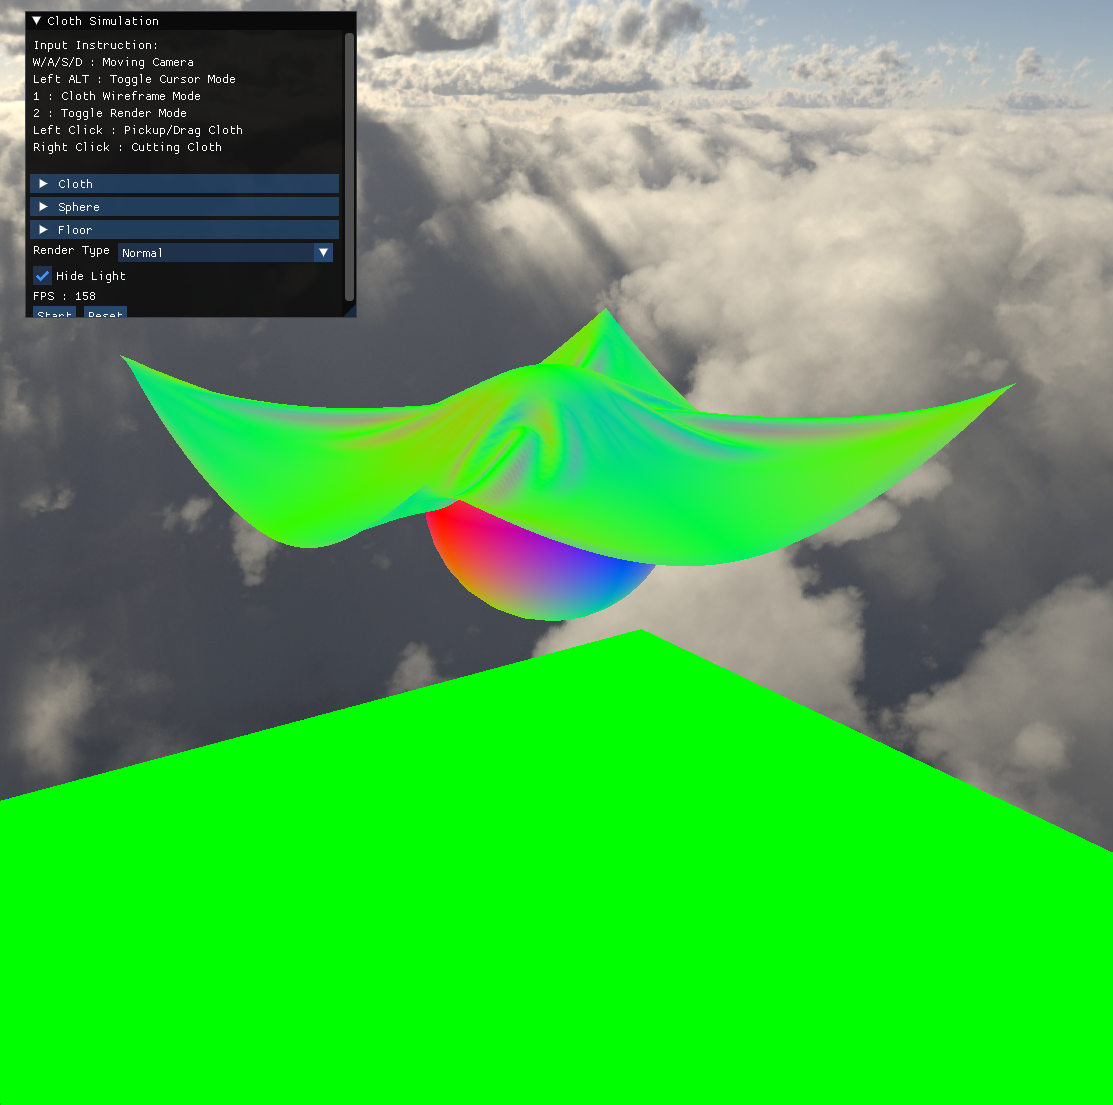 Cloth Simulation
Input Instruction:
W/A/S/D : Moving Camera
Left ALT : Toggle Cursor Mode
1 : Cloth Wireframe Mode
2 : Toggle Render Mode
Left Click : Pickup/Drag Cloth
Right Click : Cutting Cloth
Cloth
Sphere
Floor
Render Type Normal
Hide Light
FPS : 158
Start Reset